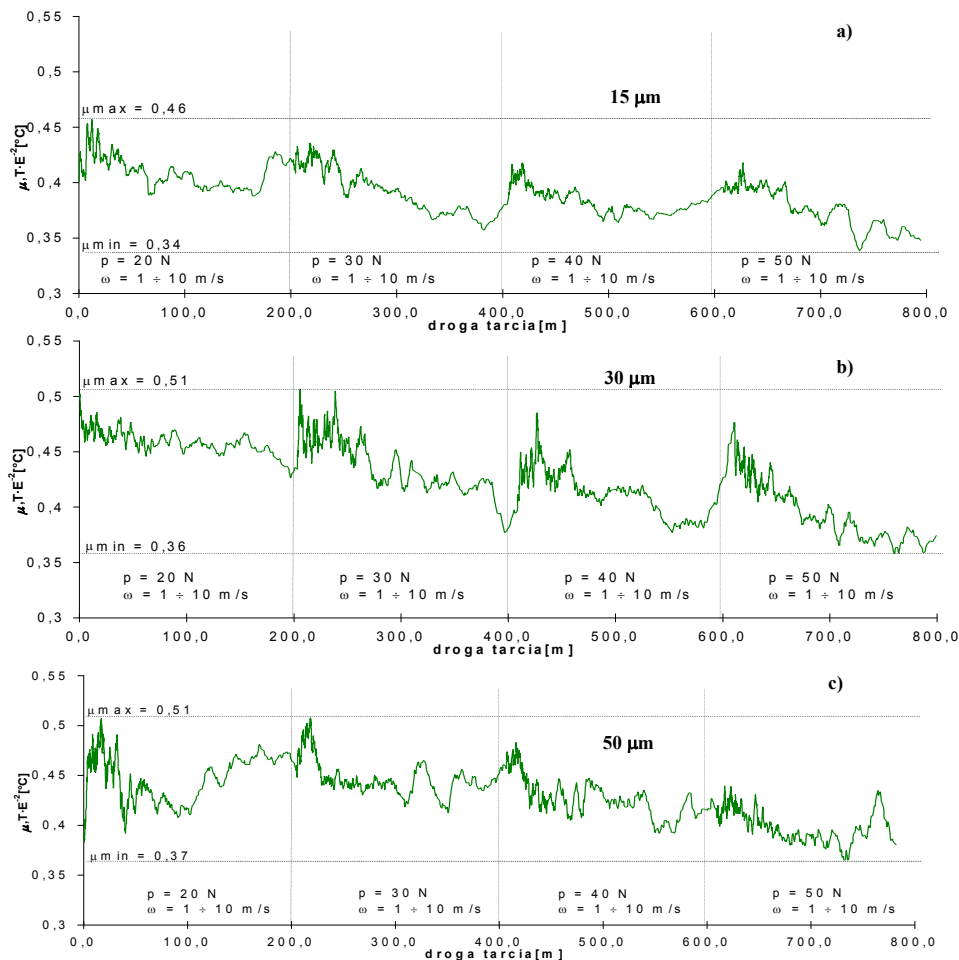 a)
0,55
0,5
0,45
0,4
0,35
0,3
μ,T·E⁻²[°C]
15 μm
μmax = 0,46
μmin = 0,34
p = 20 N
ω = 1 ÷ 10 m/s
p = 30 N
ω = 1 ÷ 10 m/s
p = 40 N
ω = 1 ÷ 10 m/s
p = 50 N
ω = 1 ÷ 10 m/s
0,0 100,0 200,0 300,0 400,0 500,0 600,0 700,0 800,0
droga tarcia[m]
b)
0,55
0,5
0,45
0,4
0,35
0,3
μ,T·E⁻²[°C]
30 μm
μmax = 0,51
μmin = 0,36
p = 20 N
ω = 1 ÷ 10 m/s
p = 30 N
ω = 1 ÷ 10 m/s
p = 40 N
ω = 1 ÷ 10 m/s
p = 50 N
ω = 1 ÷ 10 m/s
0,0 100,0 200,0 300,0 400,0 500,0 600,0 700,0 800,0
droga tarcia[m]
c)
0,55
0,5
0,45
0,4
0,35
0,3
μ,T·E⁻²[°C]
50 μm
μmax = 0,51
μmin = 0,37
p = 20 N
ω = 1 ÷ 10 m/s
p = 30 N
ω = 1 ÷ 10 m/s
p = 40 N
ω = 1 ÷ 10 m/s
p = 50 N
ω = 1 ÷ 10 m/s
0,0 100,0 200,0 300,0 400,0 500,0 600,0 700,0 800,0
droga tarcia[m]